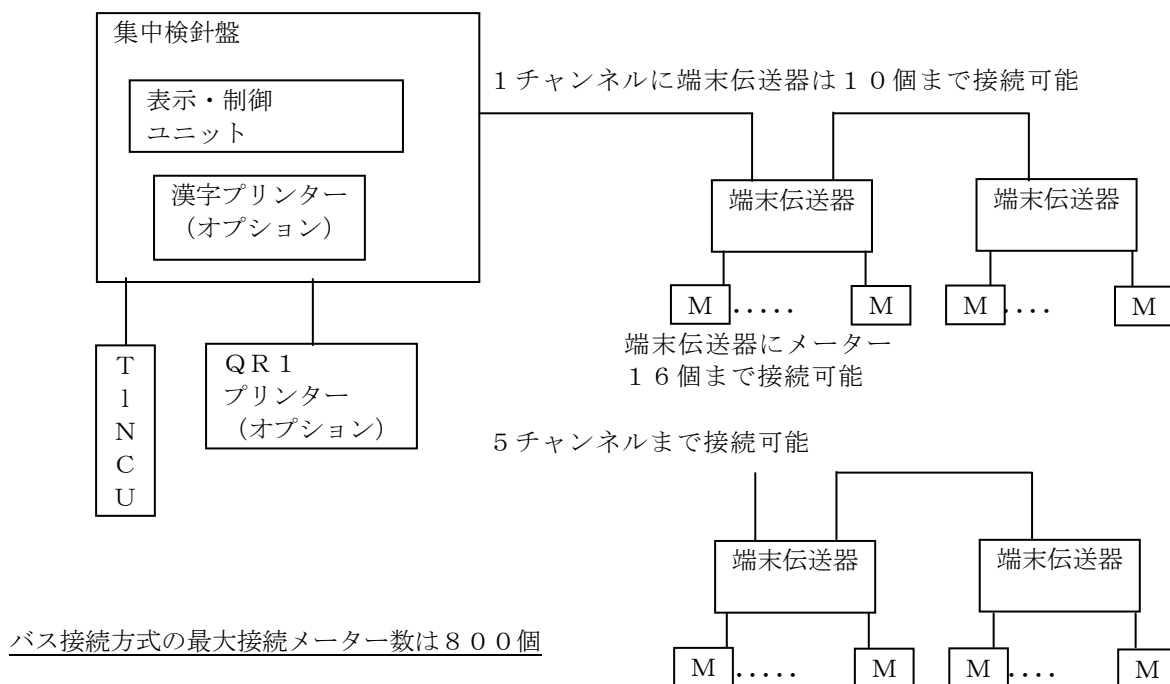 集中検針盤
表示・制御
ユニット
漢字プリンター
（オプション）
T
l
N
C
U
ＱＲ１
プリンター
（オプション）
１チャンネルに端末伝送器は１０個まで接続可能
端末伝送器
端末伝送器
Ｍ
.....
Ｍ
Ｍ
....
Ｍ
端末伝送器にメーター
１６個まで接続可能
５チャンネルまで接続可能
端末伝送器
端末伝送器
Ｍ
.....
Ｍ
Ｍ
....
Ｍ
バス接続方式の最大接続メーター数は８００個